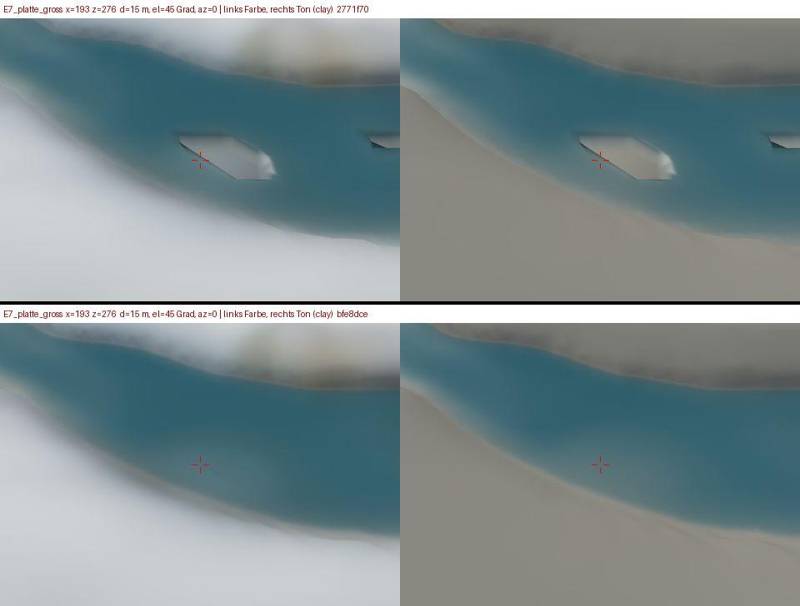 E7_platte_gross x=193 z=276 d=15 m, el=45 Grad, az=0 | links Farbe, rechts Ton (clay) 2771f70
E7_platte_gross x=193 z=276 d=15 m, el=45 Grad, az=0 | links Farbe, rechts Ton (clay) bfe8dce